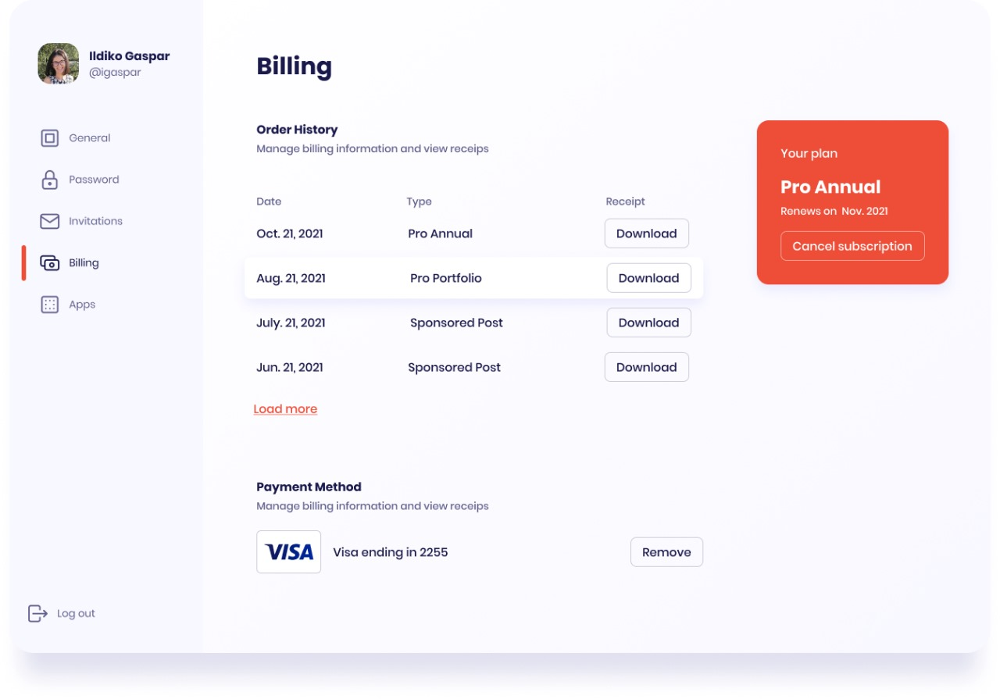 Ildiko Gaspar
@igaspar
General
Password
Invitations
Billing
Apps
Log out
Billing
Order History
Manage billing information and view receips
Date Type Receipt
Oct. 21, 2021 Pro Annual Download
Aug. 21, 2021 Pro Portfolio Download
July. 21, 2021 Sponsored Post Download
Jun. 21, 2021 Sponsored Post Download
Load more
Payment Method
Manage billing information and view receips
VISA Visa ending in 2255 Remove
Your plan
Pro Annual
Renews on Nov. 2021
Cancel subscription